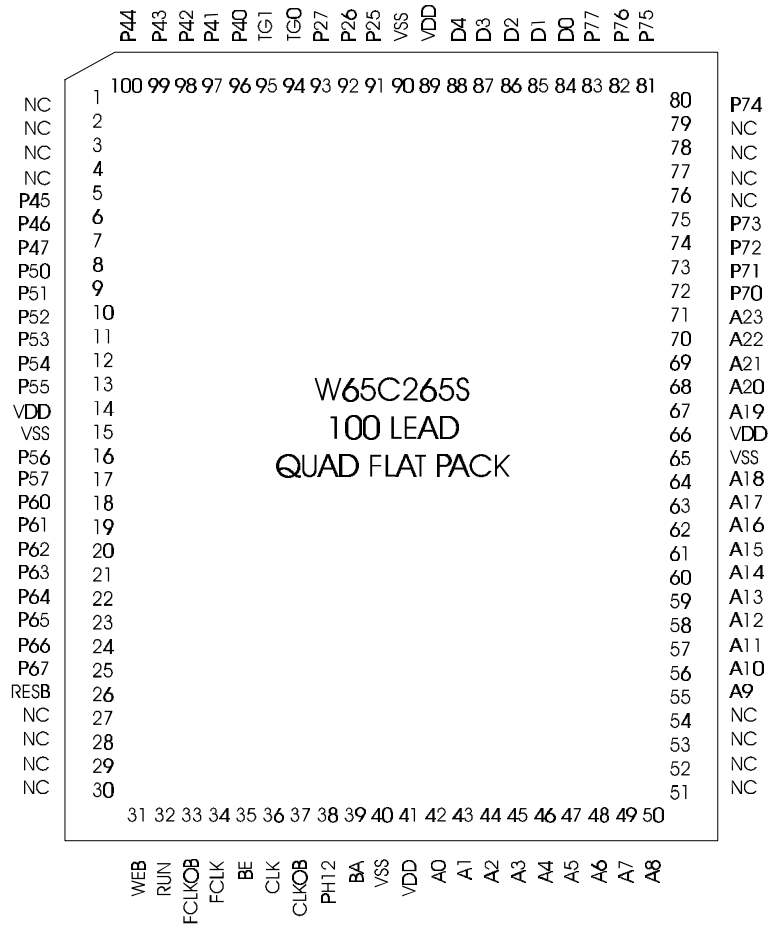 P44 P43 P42 P41 P40 TG1 TG0 P27 P26 P25 VSS VDD D4 D3 D2 D1 D0 P77 P76 P75
100 99 98 97 96 95 94 93 92 91 90 89 88 87 86 85 84 83 82 81
NC 1 80 P74
NC 2 79 NC
NC 3 78 NC
NC 4 77 NC
P45 5 76 NC
P46 6 75 P73
P47 7 74 P72
P50 8 73 P71
P51 9 72 P70
P52 10 71 A23
P53 11 70 A22
P54 12 69 A21
P55 13 68 A20
VDD 14 67 A19
VSS 15 66 VDD
P56 16 65 VSS
P57 17 64 A18
P60 18 63 A17
P61 19 62 A16
P62 20 61 A15
P63 21 60 A14
P64 22 59 A13
P65 23 58 A12
P66 24 57 A11
P67 25 56 A10
RESB 26 55 A9
NC 27 54 NC
NC 28 53 NC
NC 29 52 NC
NC 30 51 NC
W65C265S
100 LEAD
QUAD FLAT PACK
31 32 33 34 35 36 37 38 39 40 41 42 43 44 45 46 47 48 49 50
WEB RUN FCLKOB FCLK BE CLK CLKOB PH12 BA VSS VDD A0 A1 A2 A3 A4 A5 A6 A7 A8